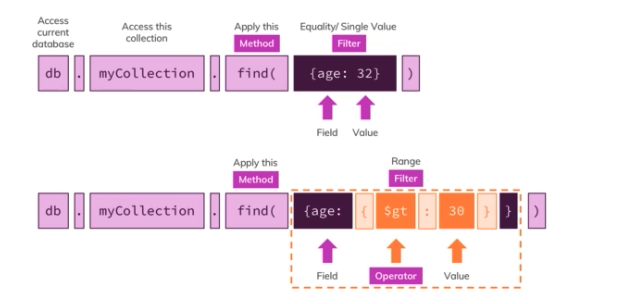 Access current database
Access this collection
Apply this Method
Equality/ Single Value Filter
db . myCollection . find( {age: 32} )
Field Value
Apply this Method
Range Filter
db . myCollection . find( {age: { $gt : 30 } } )
Field Operator Value